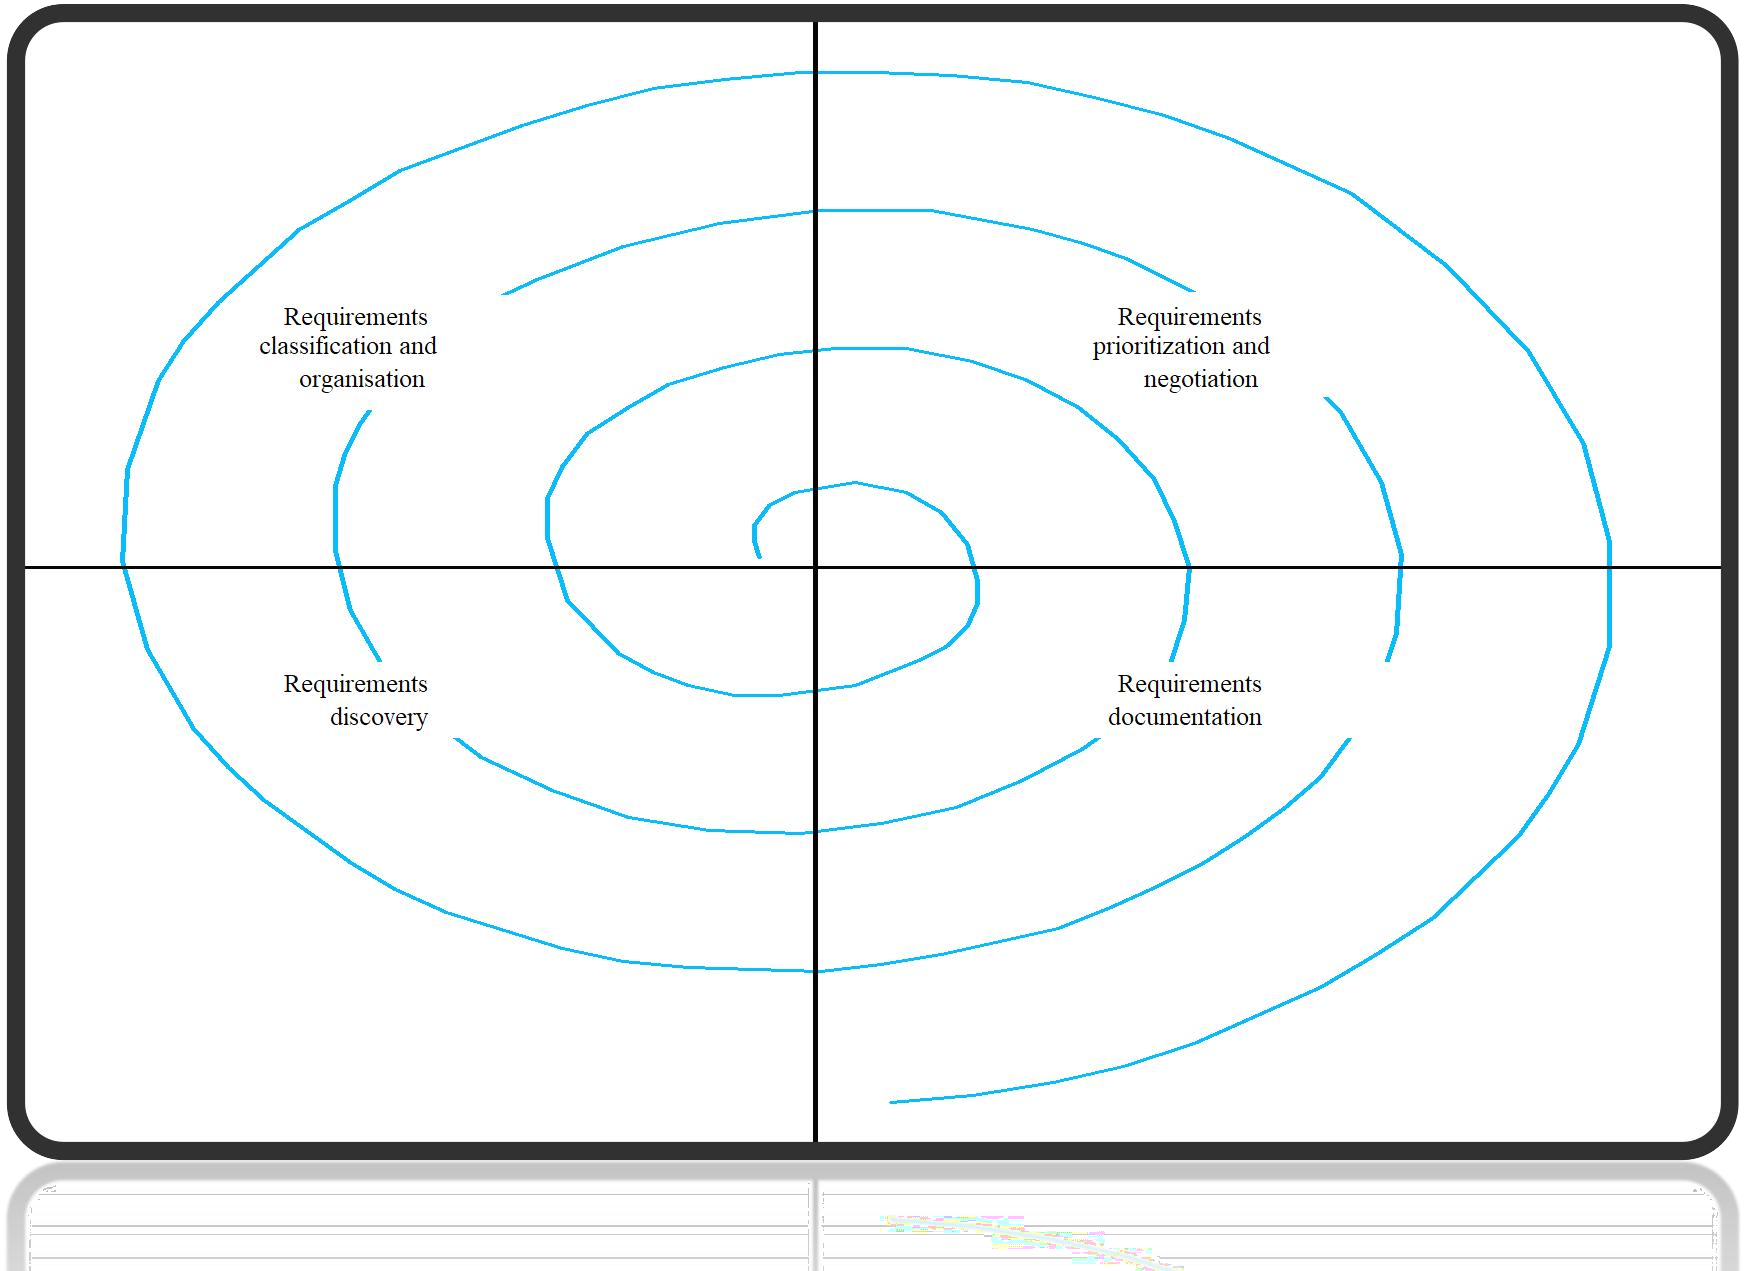 Requirements
classification and
organisation
Requirements
prioritization and
negotiation
Requirements
discovery
Requirements
documentation